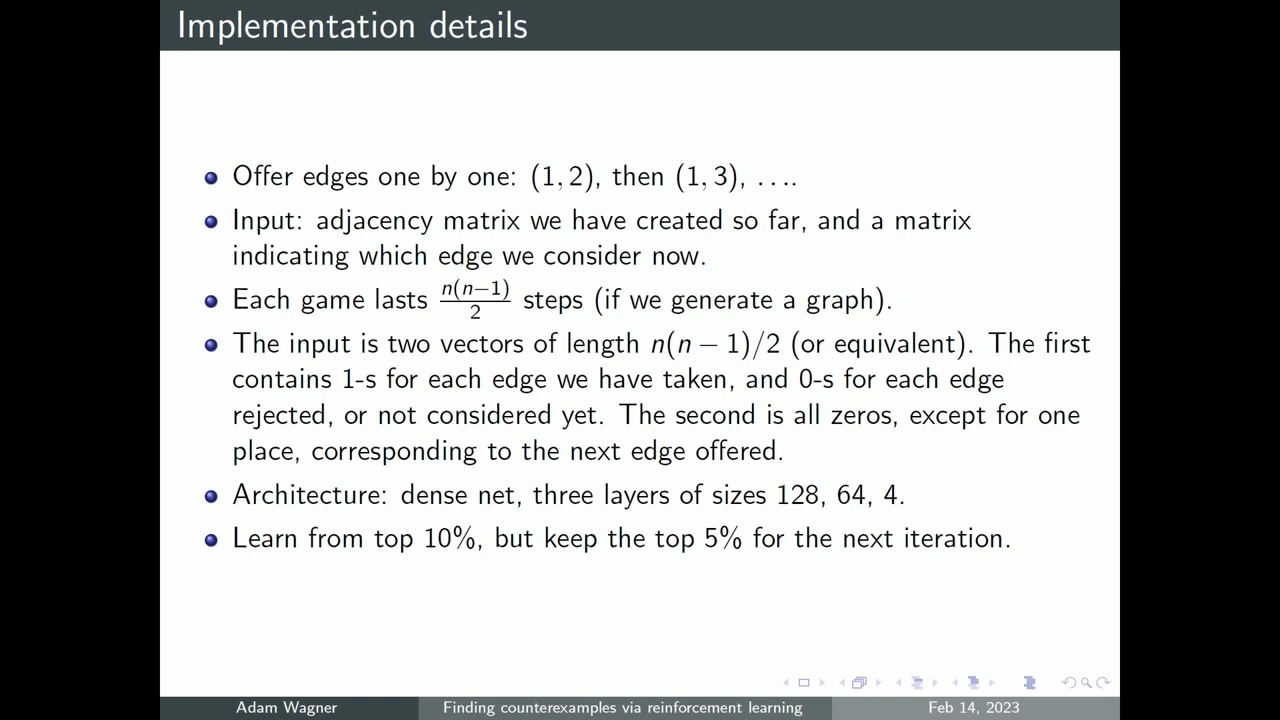 Implementation details
Offer edges one by one: (1, 2), then (1, 3), ....
Input: adjacency matrix we have created so far, and a matrix
indicating which edge we consider now.
Each game lasts n(n−1)/2 steps (if we generate a graph).
The input is two vectors of length n(n − 1)/2 (or equivalent). The first
contains 1-s for each edge we have taken, and 0-s for each edge
rejected, or not considered yet. The second is all zeros, except for one
place, corresponding to the next edge offered.
Architecture: dense net, three layers of sizes 128, 64, 4.
Learn from top 10%, but keep the top 5% for the next iteration.
Adam Wagner
Finding counterexamples via reinforcement learning
Feb 14, 2023